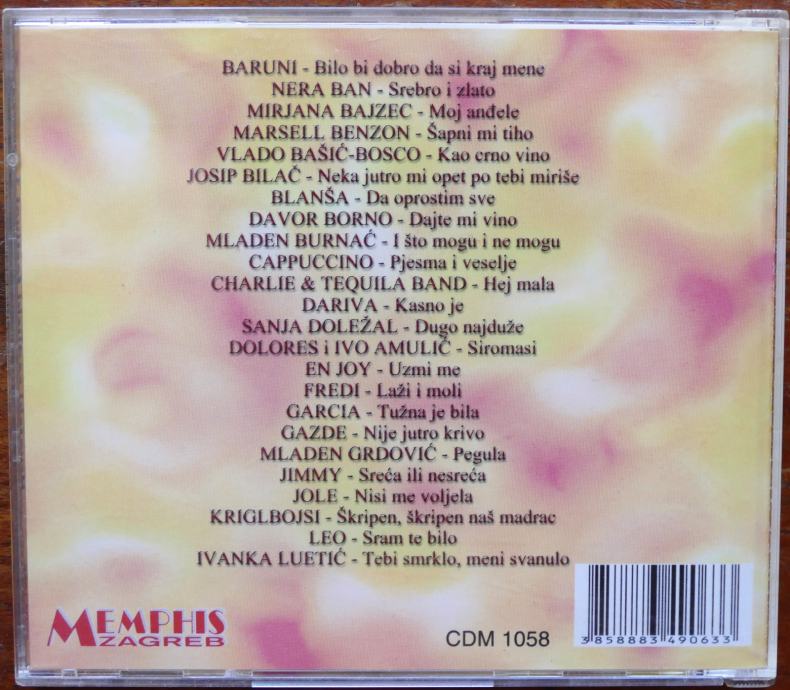 BARUNI - Bilo bi dobro da si kraj mene
NERA BAN - Srebro i zlato
MIRJANA BAJZEC - Moj anđele
MARSELL BENZON - Šapni mi tiho
VLADO BAŠIĆ-BOSCO - Kao crno vino
JOSIP BILAČ - Neka jutro mi opet po tebi miriše
BLANŠA - Da oprostim sve
DAVOR BORNO - Dajte mi vino
MLADEN BURNAĆ - I što mogu i ne mogu
CAPPUCCINO - Pjesma i veselje
CHARLIE & TEQUILA BAND - Hej mala
DARIVA - Kasno je
SANJA DOLEŽAL - Dugo najduže
DOLORES i IVO AMULIĆ - Siromasi
EN JOY - Uzmi me
FREDI - Laži i moli
GARCIA - Tužna je bila
GAZDE - Nije jutro krivo
MLADEN GRDOVIĆ - Pegula
JIMMY - Sreća ili nesreća
JOLE - Nisi me voljela
KRIGLBOJSI - Škripen, škripen naš madrac
LEO - Sram te bilo
IVANKA LUETIĆ - Tebi smrklo, meni svanulo
MEMPHIS
ZAGREB
CDM 1058
3858883490633